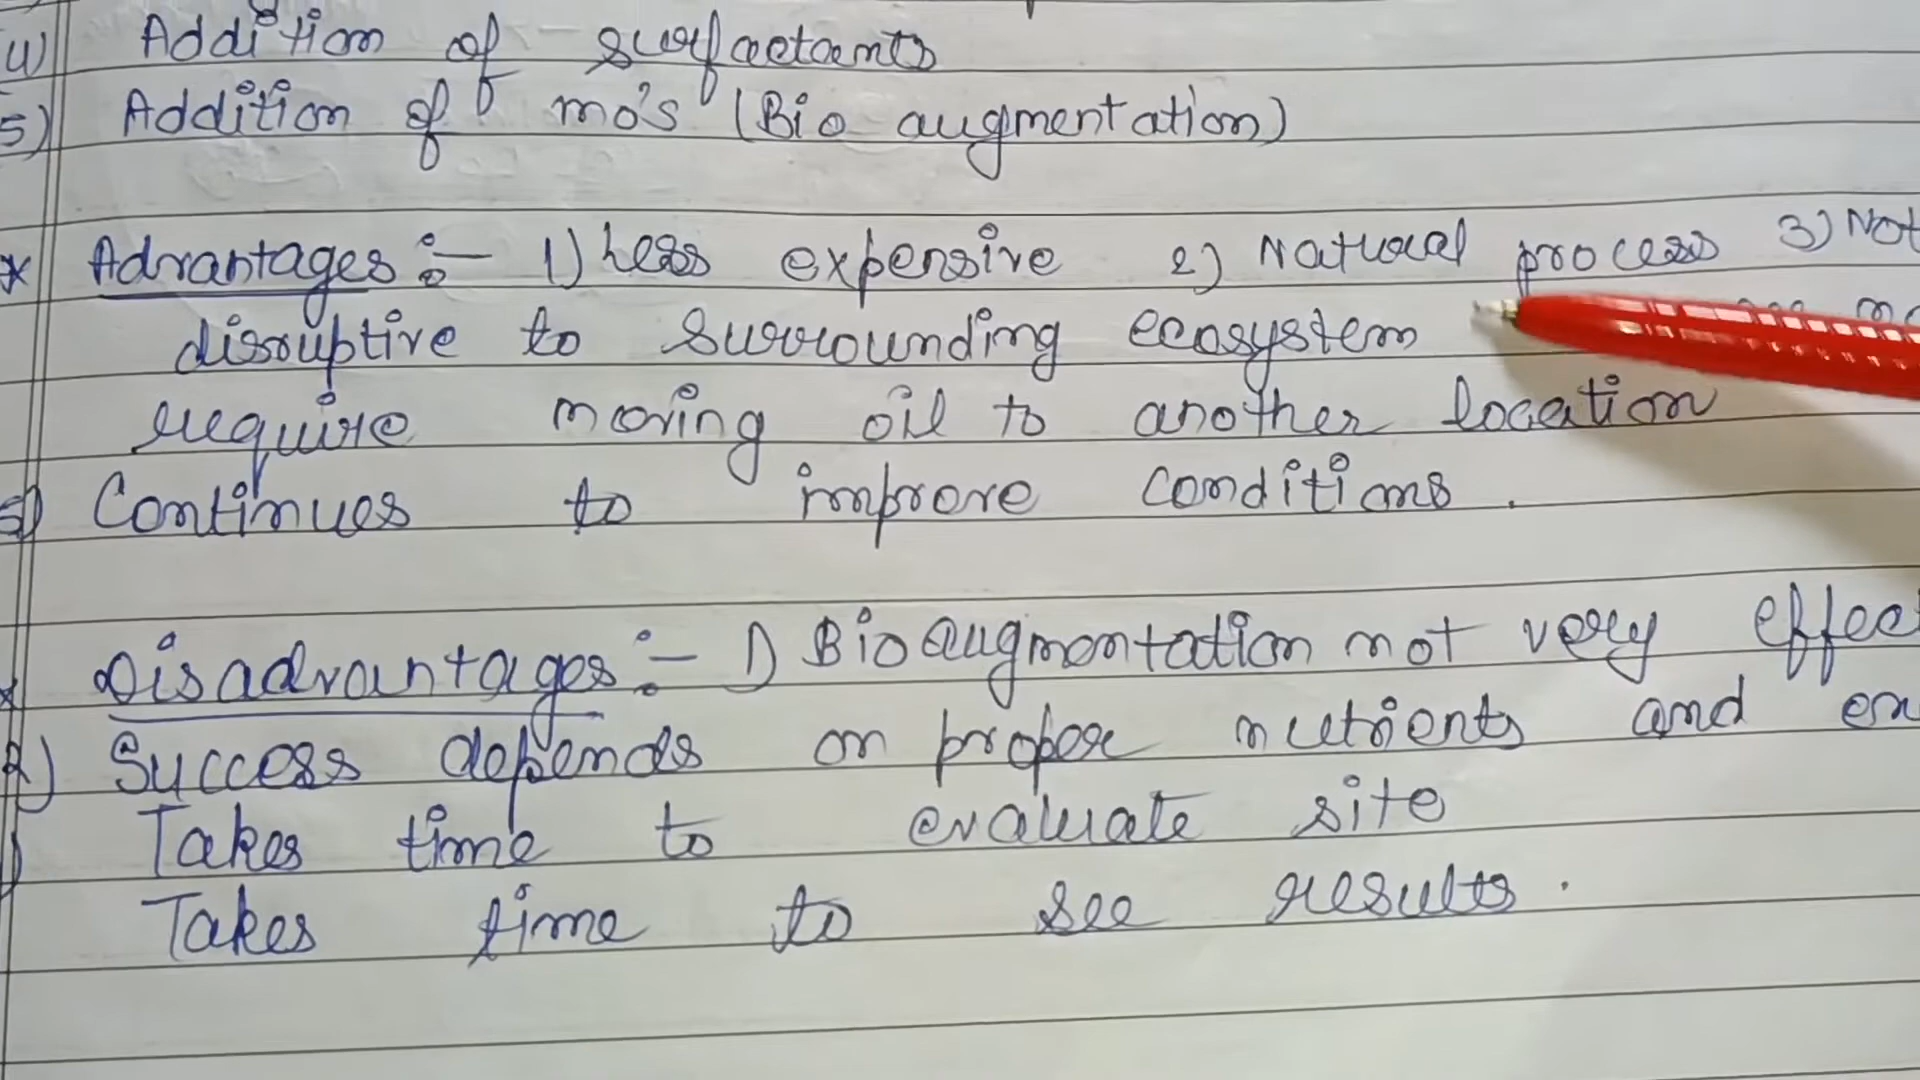 4) Addition of surfactants
5) Addition of mo's (Bio augmentation)
* Advantages :- 1) Less expensive 2) Natural process 3) Not
disruptive to surrounding ecosystem
require moving oil to another location
5) Continues to improve conditions.
* Disadvantages :- 1) Bioaugmentation not very effec
2) Success depends on proper nutrients and en
Takes time to evaluate site
Takes time to see results.